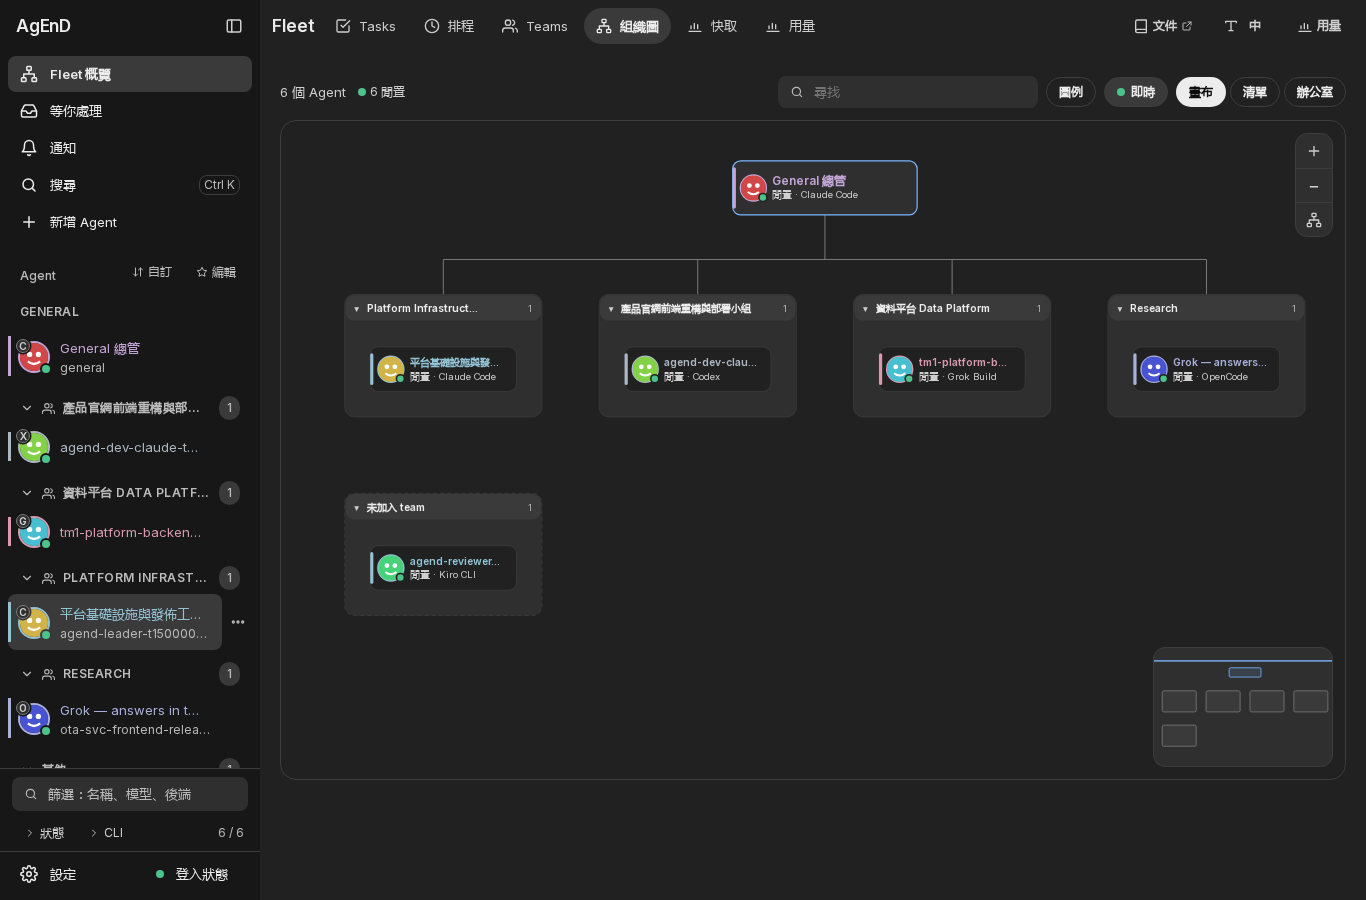 AgEnD
Fleet 概覽
等你處理
通知
搜尋
Ctrl K
新增 Agent
Agent
自訂
編輯
GENERAL
C
General 總管
general
產品官網前端重構與部…
1
X
agend-dev-claude-t…
資料平台 DATA PLATF…
1
G
tm1-platform-backen…
PLATFORM INFRAST…
1
C
平台基礎設施與發佈工…
agend-leader-t150000…
RESEARCH
1
O
Grok — answers in t…
ota-svc-frontend-relea…
其他
1
篩選：名稱、模型、後端
狀態
CLI
6 / 6
設定
登入狀態
Fleet
Tasks
排程
Teams
組織圖
快取
用量
文件
中
用量
6 個 Agent
6 閒置
尋找
圖例
即時
畫布
清單
辦公室
General 總管
閒置 · Claude Code
Platform Infrastruct…
1
平台基礎設施與發…
閒置 · Claude Code
產品官網前端重構與部署小組
1
agend-dev-clau…
閒置 · Codex
資料平台 Data Platform
1
tm1-platform-b…
閒置 · Grok Build
Research
1
Grok — answers…
閒置 · OpenCode
未加入 team
1
agend-reviewer…
閒置 · Kiro CLI